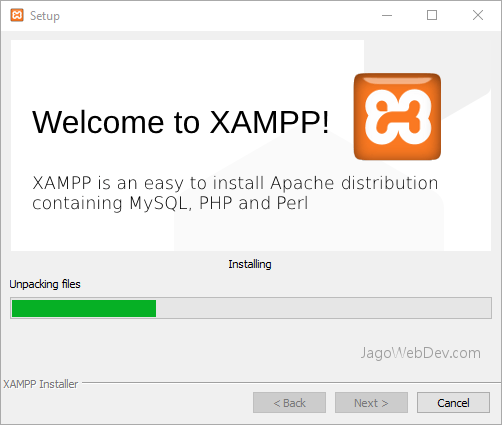 Setup
Welcome to XAMPP!
XAMPP is an easy to install Apache distribution
containing MySQL, PHP and Perl
Installing
Unpacking files
JagoWebDev.com
XAMPP Installer
< Back
Next >
Cancel